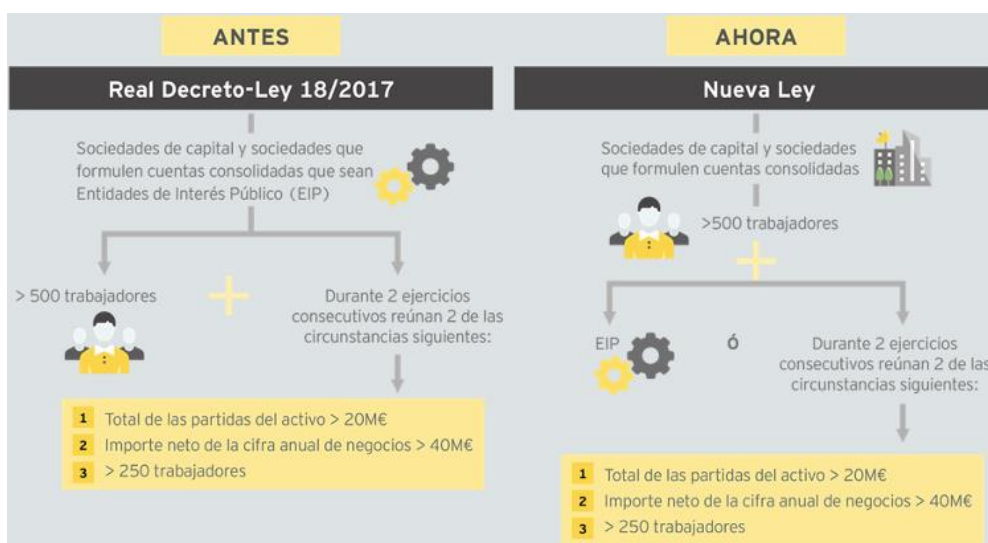 ANTES
Real Decreto-Ley 18/2017
Sociedades de capital y sociedades que
formulen cuentas consolidadas que sean
Entidades de Interés Público (EIP)
> 500 trabajadores
Durante 2 ejercicios
consecutivos reúnan 2 de las
circunstancias siguientes:
1 Total de las partidas del activo > 20M€
2 Importe neto de la cifra anual de negocios > 40M€
3 > 250 trabajadores
AHORA
Nueva Ley
Sociedades de capital y sociedades
que formulen cuentas consolidadas
>500 trabajadores
EIP
Ó
Durante 2 ejercicios
consecutivos reúnan 2 de las
circunstancias siguientes:
1 Total de las partidas del activo > 20M€
2 Importe neto de la cifra anual de negocios > 40M€
3 > 250 trabajadores